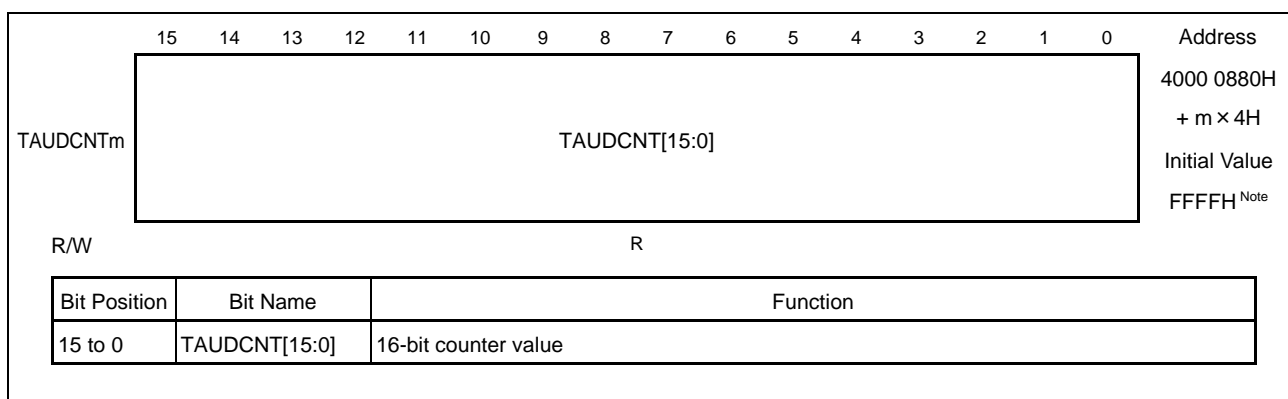 15 14 13 12 11 10 9 8 7 6 5 4 3 2 1 0 Address
4000 0880H
+ m × 4H
TAUDCNTm TAUDCNT[15:0]
Initial Value
FFFFH Note
R/W R
Bit Position Bit Name Function
15 to 0 TAUDCNT[15:0] 16-bit counter value